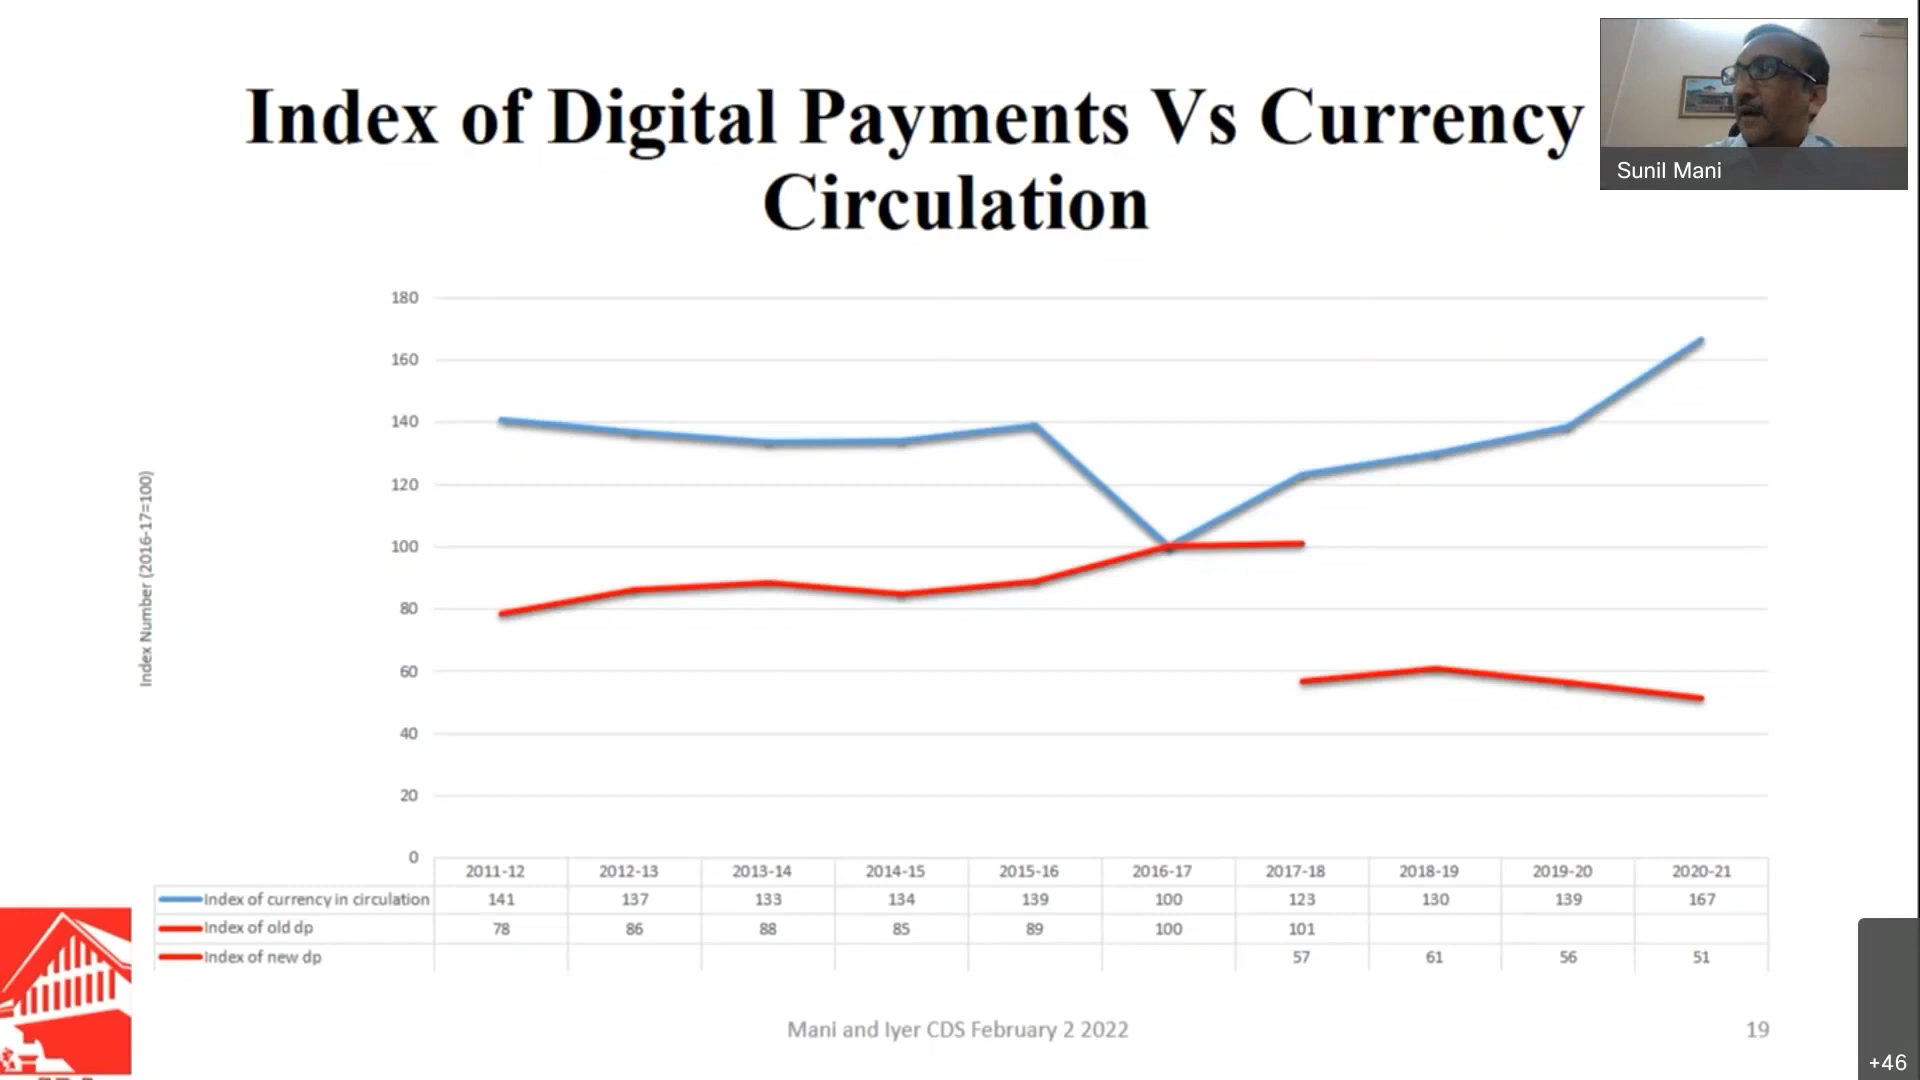 Index of Digital Payments Vs Currency
Circulation
Sunil Mani
180
160
140
120
100
80
60
40
20
0
Index Number (2016-17=100)
2011-12 2012-13 2013-14 2014-15 2015-16 2016-17 2017-18 2018-19 2019-20 2020-21
Index of currency in circulation 141 137 133 134 139 100 123 130 139 167
Index of old dp 78 86 88 85 89 100 101
Index of new dp 57 61 56 51
Mani and Iyer CDS February 2 2022
19
+46